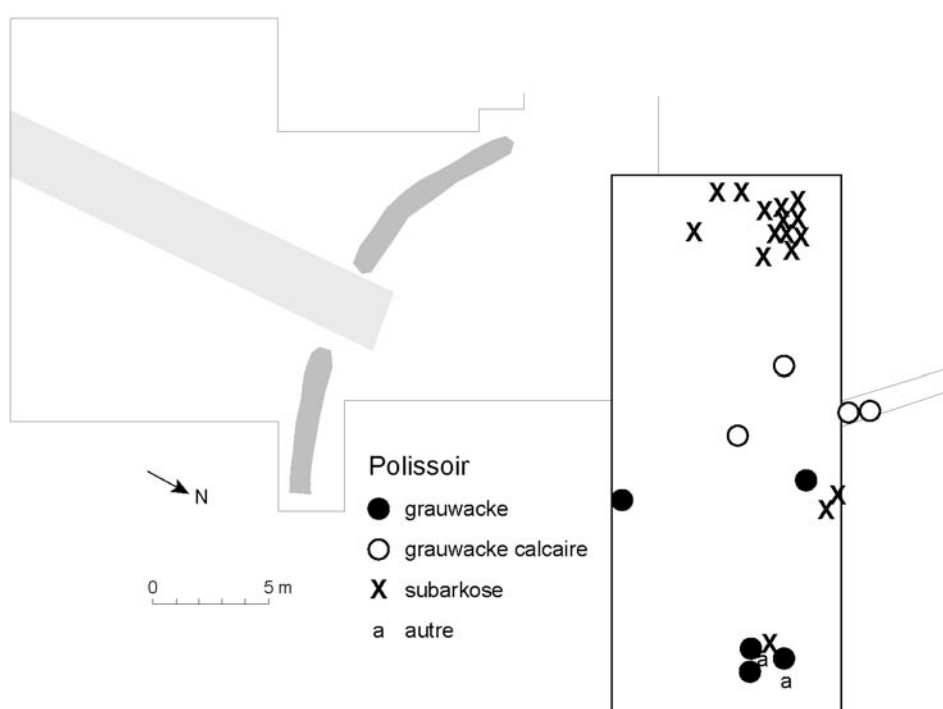 N
0 5 m
Polissoir
grauwacke
grauwacke calcaire
X subarkose
a autre
X X X X
X X X
X X X X
X X
X
X
X
a
a